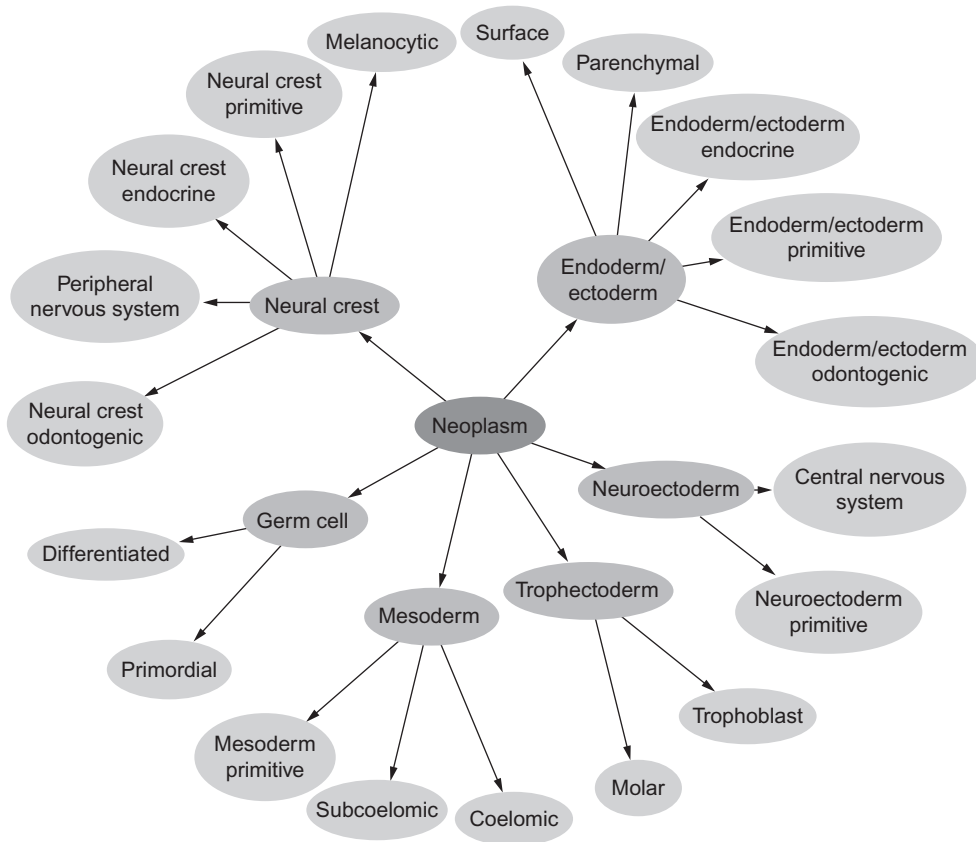 Melanocytic
Surface
Parenchymal
Neural crest
primitive
Endoderm/ectoderm
endocrine
Neural crest
endocrine
Endoderm/ectoderm
primitive
Peripheral
nervous system
Neural crest
Endoderm/
ectoderm
Endoderm/ectoderm
odontogenic
Neural crest
odontogenic
Neoplasm
Neuroectoderm
Central nervous
system
Germ cell
Differentiated
Mesoderm
Trophectoderm
Neuroectoderm
primitive
Primordial
Trophoblast
Mesoderm
primitive
Subcoelomic
Coelomic
Molar